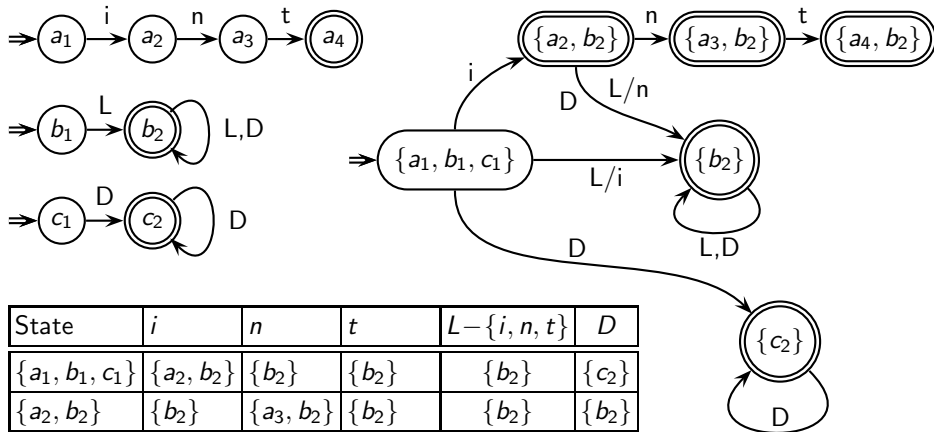 a1 i a2 n a3 t a4
b1 L b2 L,D
c1 D c2 D
{a1, b1, c1}
i
{a2, b2} n {a3, b2} t {a4, b2}
D L/n
L/i
{b2}
L,D
D
{c2}
D
State i n t L−{i, n, t} D
{a1, b1, c1} {a2, b2} {b2} {b2} {b2} {c2}
{a2, b2} {b2} {a3, b2} {b2} {b2} {b2}